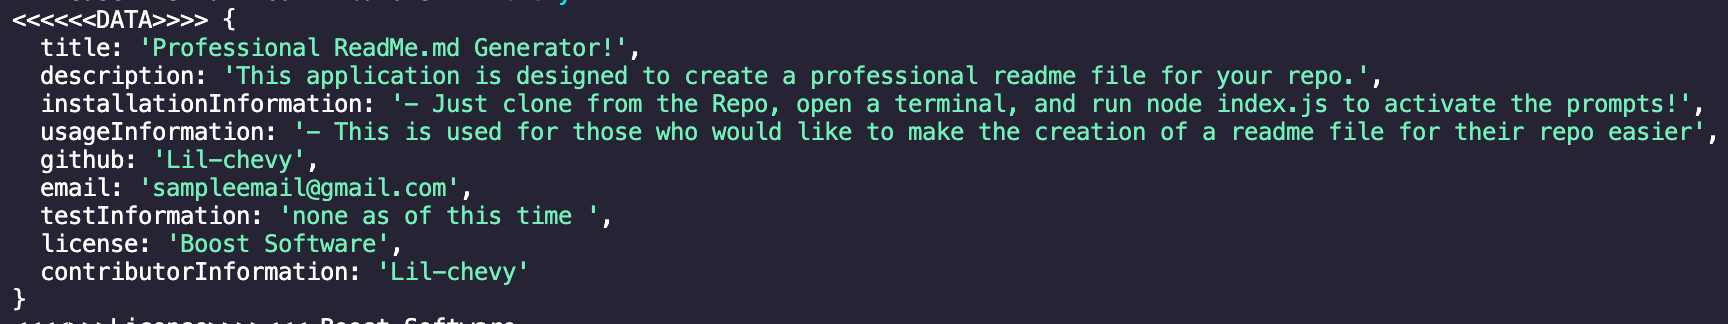 <<<<<<DATA>>>> {
  title: 'Professional ReadMe.md Generator!',
  description: 'This application is designed to create a professional readme file for your repo.',
  installationInformation: '- Just clone from the Repo, open a terminal, and run node index.js to activate the prompts!',
  usageInformation: '- This is used for those who would like to make the creation of a readme file for their repo easier',
  github: 'Lil-chevy',
  email: 'sampleemail@gmail.com',
  testInformation: 'none as of this time ',
  license: 'Boost Software',
  contributorInformation: 'Lil-chevy'
}
License>>>> <<< Boost Software